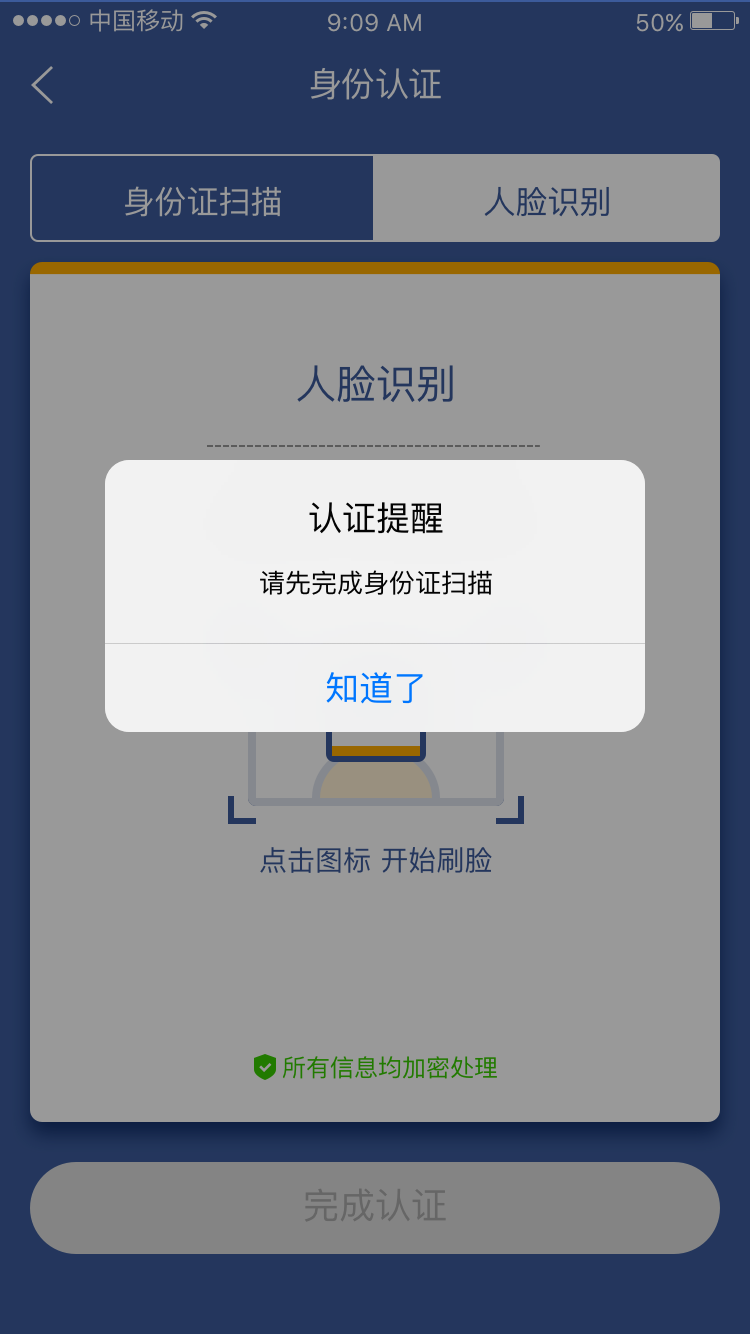 中国移动 9:09 AM 50%
身份认证
身份证扫描 人脸识别
人脸识别
认证提醒
请先完成身份证扫描
知道了
点击图标 开始刷脸
所有信息均加密处理
完成认证